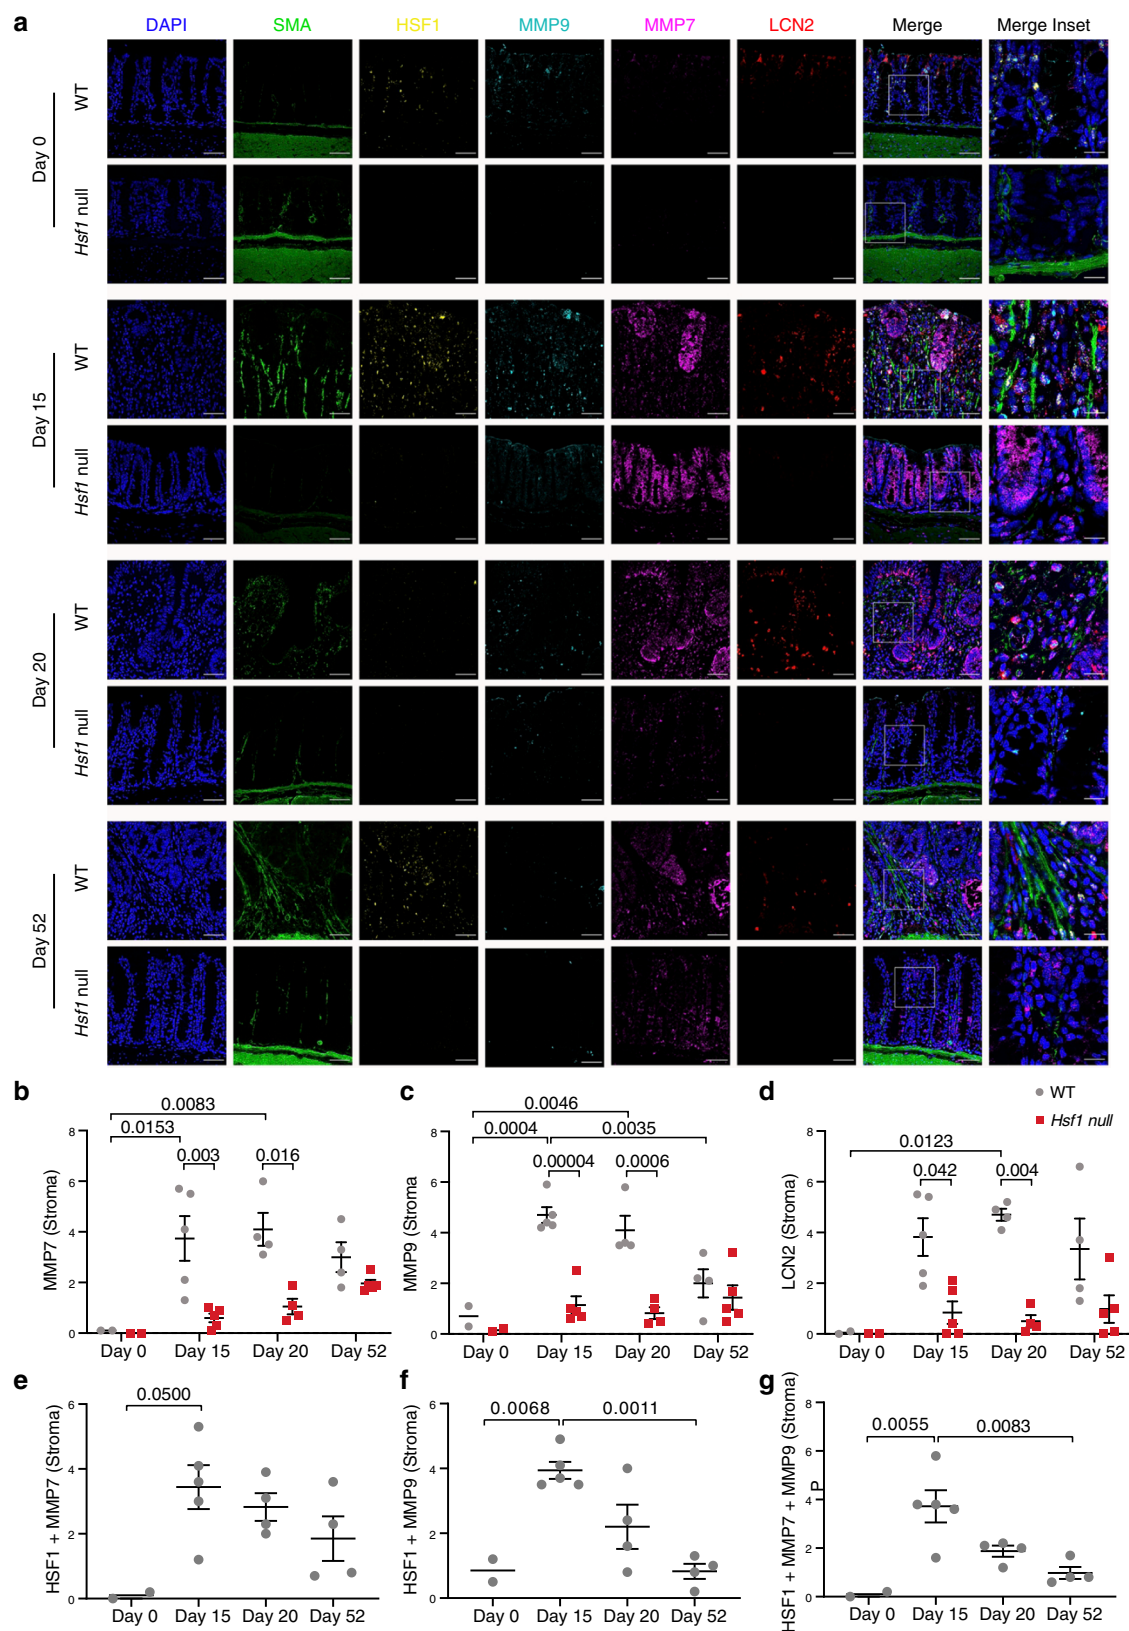 a
DAPI SMA HSF1 MMP9 MMP7 LCN2 Merge Merge Inset
Day 0
WT
Hsf1 null
Day 15
WT
Hsf1 null
Day 20
WT
Hsf1 null
Day 52
WT
Hsf1 null
b
MMP7 (Stroma)
0.0083
0.0153
0.003
0.016
8
6
4
2
0
Day 0 Day 15 Day 20 Day 52
c
MMP9 (Stroma
0.0046
0.0004
0.0035
0.00004
0.0006
8
6
4
2
0
Day 0 Day 15 Day 20 Day 52
d
WT
Hsf1 null
LCN2 (Stroma)
0.0123
0.042
0.004
8
6
4
2
0
Day 0 Day 15 Day 20 Day 52
e
HSF1 + MMP7 (Stroma)
0.0500
6
4
2
0
Day 0 Day 15 Day 20 Day 52
f
HSF1 + MMP9 (Stroma)
0.0068
0.0011
6
4
2
0
Day 0 Day 15 Day 20 Day 52
g
HSF1 + MMP7 + MMP9 (Stroma)
P
0.0055
0.0083
8
6
4
2
0
Day 0 Day 15 Day 20 Day 52